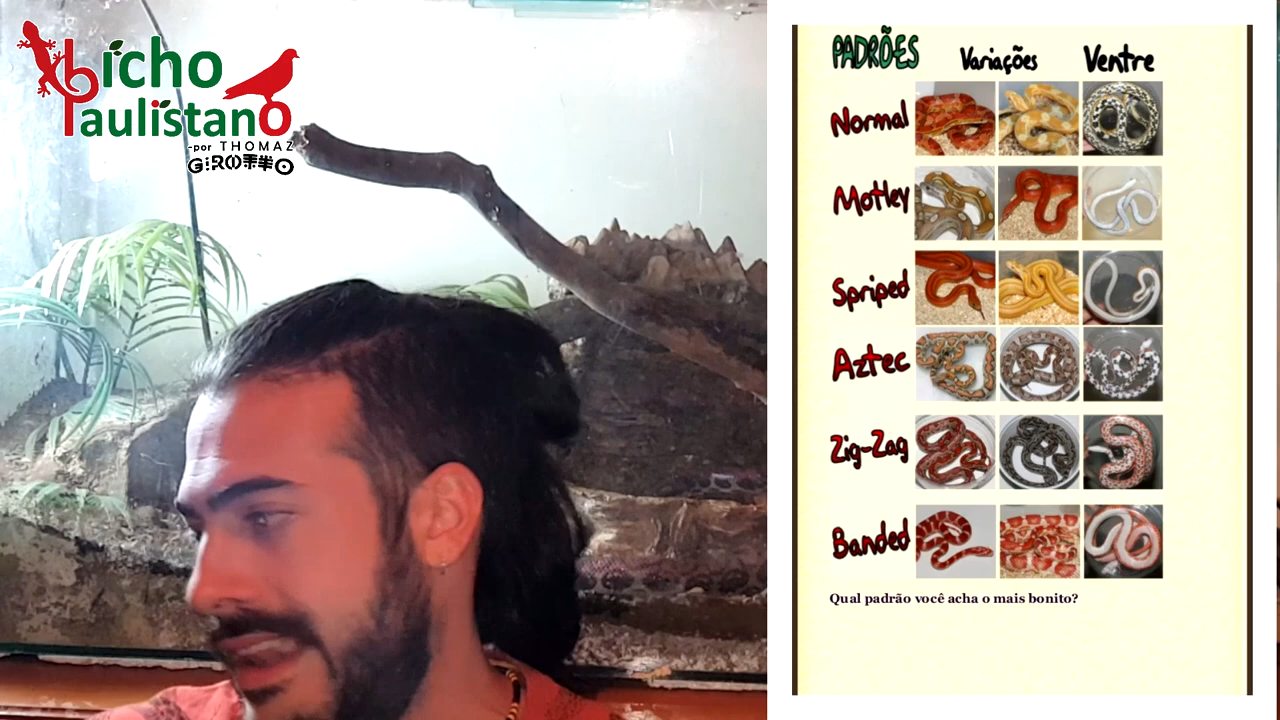 bicho
Paulistano
-por THOMAZ
GIROTTO
PADRÕES
Variações
Ventre
Normal
Motley
Spriped
Aztec
Zig-Zag
Banded
Qual padrão você acha o mais bonito?